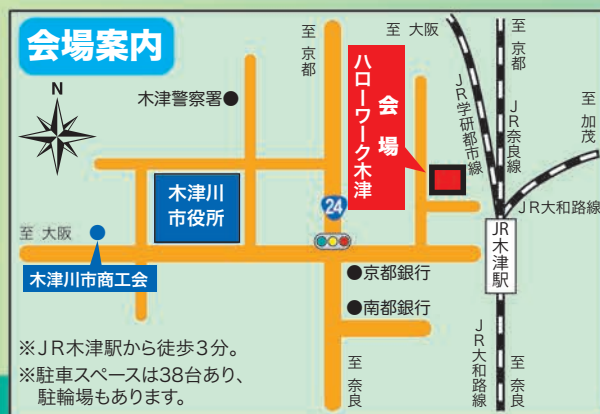 会場案内
N
木津警察署●
至 京都
至 大阪
会場
ハローワーク木津
JR学研都市線
至 京都
JR奈良線
至 加茂
木津川
市役所
24
JR大和路線
至 大阪
JR木津駅
木津川市商工会
●京都銀行
●南都銀行
※JR木津駅から徒歩3分。
※駐車スペースは38台あり、
駐輪場もあります。
至 奈良
JR大和路線
至 奈良